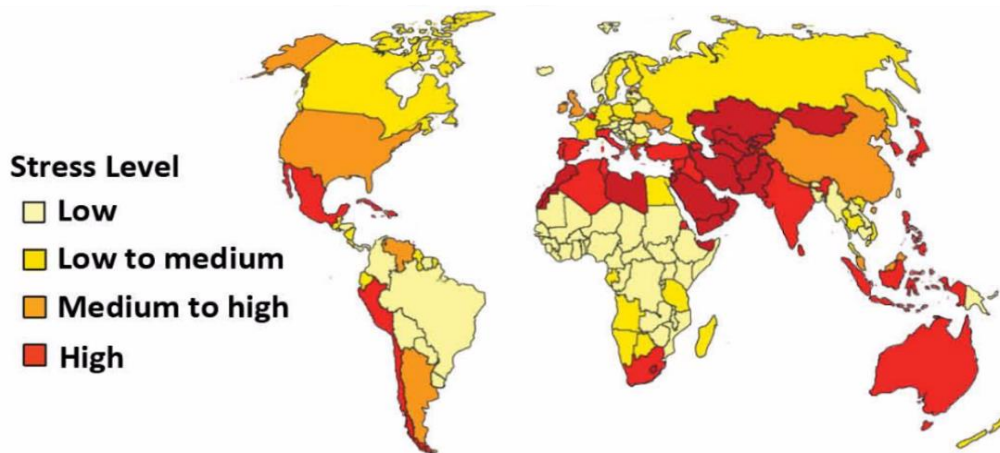 Stress Level
Low
Low to medium
Medium to high
High